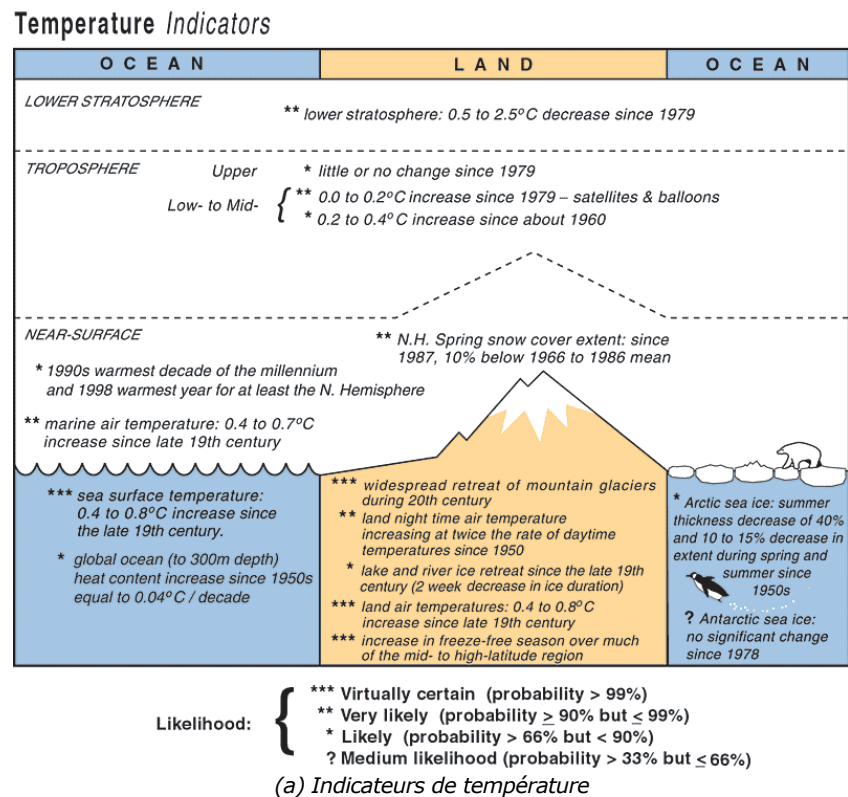 Temperature Indicators
OCEAN
LAND
OCEAN
LOWER STRATOSPHERE
** lower stratosphere: 0.5 to 2.5°C decrease since 1979
TROPOSPHERE
Upper
* little or no change since 1979
Low- to Mid-
** 0.0 to 0.2°C increase since 1979 – satellites & balloons
* 0.2 to 0.4°C increase since about 1960
NEAR-SURFACE
** N.H. Spring snow cover extent: since
1987, 10% below 1966 to 1986 mean
* 1990s warmest decade of the millennium
and 1998 warmest year for at least the N. Hemisphere
** marine air temperature: 0.4 to 0.7°C
increase since late 19th century
*** sea surface temperature:
0.4 to 0.8°C increase since
the late 19th century.
* global ocean (to 300m depth)
heat content increase since 1950s
equal to 0.04°C / decade
*** widespread retreat of mountain glaciers
during 20th century
** land night time air temperature
increasing at twice the rate of daytime
temperatures since 1950
* lake and river ice retreat since the late 19th
century (2 week decrease in ice duration)
*** land air temperatures: 0.4 to 0.8°C
increase since late 19th century
*** increase in freeze-free season over much
of the mid- to high-latitude region
* Arctic sea ice: summer
thickness decrease of 40%
and 10 to 15% decrease in
extent during spring and
summer since
1950s
? Antarctic sea ice:
no significant change
since 1978
Likelihood:
*** Virtually certain (probability > 99%)
** Very likely (probability ≥ 90% but ≤ 99%)
* Likely (probability > 66% but < 90%)
? Medium likelihood (probability > 33% but ≤ 66%)
(a) Indicateurs de température